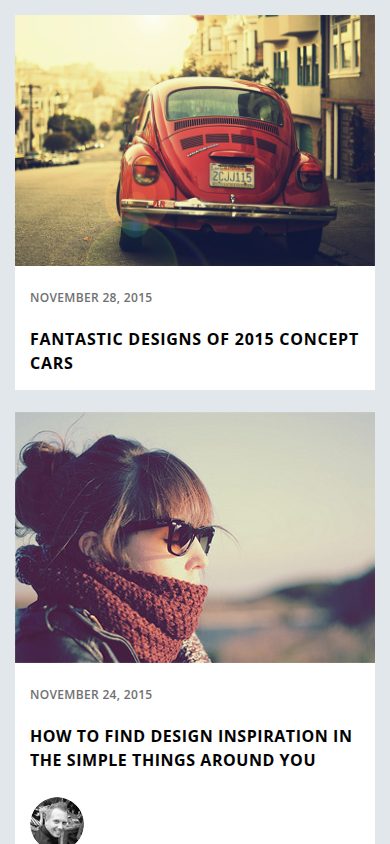 2CJJ115
NOVEMBER 28, 2015
FANTASTIC DESIGNS OF 2015 CONCEPT
CARS
NOVEMBER 24, 2015
HOW TO FIND DESIGN INSPIRATION IN
THE SIMPLE THINGS AROUND YOU